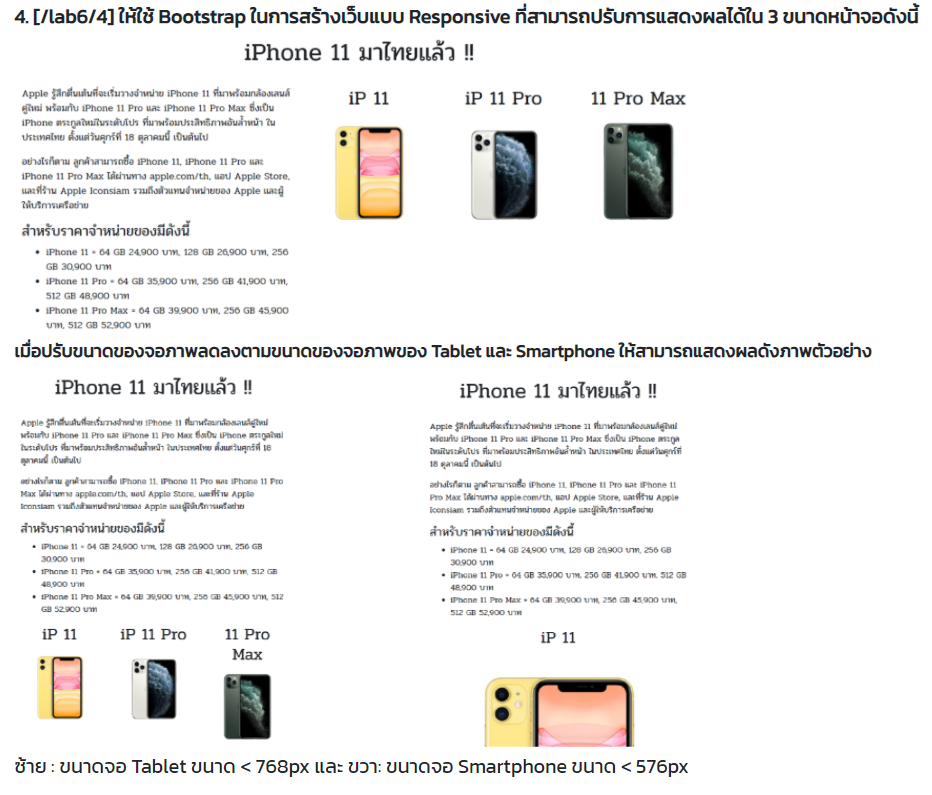 4. [/lab6/4] ให้ใช้ Bootstrap ในการสร้างเว็บแบบ Responsive ที่สามารถปรับการแสดงผลได้ใน 3 ขนาดหน้าจอดังนี้
iPhone 11 มาไทยแล้ว !!
Apple รู้สึกตื่นเต้นที่จะเริ่มวางจำหน่าย iPhone 11 ที่มาพร้อมกล้องเลนส์
คู่ใหม่ พร้อมกับ iPhone 11 Pro และ iPhone 11 Pro Max ซึ่งเป็น
iPhone ตระกูลใหม่ในระดับโปร ที่มาพร้อมประสิทธิภาพอันล้ำหน้า ใน
ประเทศไทย ตั้งแต่วันศุกร์ที่ 18 ตุลาคมนี้ เป็นต้นไป
อย่างไรก็ตาม ลูกค้าสามารถซื้อ iPhone 11, iPhone 11 Pro และ
iPhone 11 Pro Max ได้ผ่านทาง apple.com/th, แอป Apple Store,
และที่ร้าน Apple Iconsiam รวมถึงตัวแทนจำหน่ายของ Apple และผู้
ให้บริการเครือข่าย
สำหรับราคาจำหน่ายของมีดังนี้
• iPhone 11 = 64 GB 24,900 บาท, 128 GB 26,900 บาท, 256
GB 30,900 บาท
• iPhone 11 Pro = 64 GB 35,900 บาท, 256 GB 41,900 บาท,
512 GB 48,900 บาท
• iPhone 11 Pro Max = 64 GB 39,900 บาท, 256 GB 45,900
บาท, 512 GB 52,900 บาท
iP 11
iP 11 Pro
11 Pro Max
เมื่อปรับขนาดของจอภาพลดลงตามขนาดของจอภาพของ Tablet และ Smartphone ให้สามารถแสดงผลดังภาพตัวอย่าง
iPhone 11 มาไทยแล้ว !!
Apple รู้สึกตื่นเต้นที่จะเริ่มวางจำหน่าย iPhone 11 ที่มาพร้อมกล้องเลนส์คู่ใหม่
พร้อมกับ iPhone 11 Pro และ iPhone 11 Pro Max ซึ่งเป็น iPhone ตระกูลใหม่
ในระดับโปร ที่มาพร้อมประสิทธิภาพอันล้ำหน้า ในประเทศไทย ตั้งแต่วันศุกร์ที่ 18
ตุลาคมนี้ เป็นต้นไป
อย่างไรก็ตาม ลูกค้าสามารถซื้อ iPhone 11, iPhone 11 Pro และ iPhone 11 Pro
Max ได้ผ่านทาง apple.com/th, แอป Apple Store, และที่ร้าน Apple
Iconsiam รวมถึงตัวแทนจำหน่ายของ Apple และผู้ให้บริการเครือข่าย
สำหรับราคาจำหน่ายของมีดังนี้
• iPhone 11 = 64 GB 24,900 บาท, 128 GB 26,900 บาท, 256 GB
30,900 บาท
• iPhone 11 Pro = 64 GB 35,900 บาท, 256 GB 41,900 บาท, 512 GB
48,900 บาท
• iPhone 11 Pro Max = 64 GB 39,900 บาท, 256 GB 45,900 บาท, 512
GB 52,900 บาท
iP 11
iP 11 Pro
11 Pro
Max
iPhone 11 มาไทยแล้ว !!
Apple รู้สึกตื่นเต้นที่จะเริ่มวางจำหน่าย iPhone 11 ที่มาพร้อมกล้องเลนส์คู่ใหม่
พร้อมกับ iPhone 11 Pro และ iPhone 11 Pro Max ซึ่งเป็น iPhone ตระกูล
ใหม่ในระดับโปร ที่มาพร้อมประสิทธิภาพอันล้ำหน้า ในประเทศไทย ตั้งแต่วันศุกร์ที่
18 ตุลาคมนี้ เป็นต้นไป
อย่างไรก็ตาม ลูกค้าสามารถซื้อ iPhone 11, iPhone 11 Pro และ iPhone 11
Pro Max ได้ผ่านทาง apple.com/th, แอป Apple Store, และที่ร้าน Apple
Iconsiam รวมถึงตัวแทนจำหน่ายของ Apple และผู้ให้บริการเครือข่าย
สำหรับราคาจำหน่ายของมีดังนี้
• iPhone 11 = 64 GB 24,900 บาท, 128 GB 26,900 บาท, 256 GB
30,900 บาท
• iPhone 11 Pro = 64 GB 35,900 บาท, 256 GB 41,900 บาท, 512 GB
48,900 บาท
• iPhone 11 Pro Max = 64 GB 39,900 บาท, 256 GB 45,900 บาท,
512 GB 52,900 บาท
iP 11
ซ้าย : ขนาดจอ Tablet ขนาด < 768px และ ขวา: ขนาดจอ Smartphone ขนาด < 576px